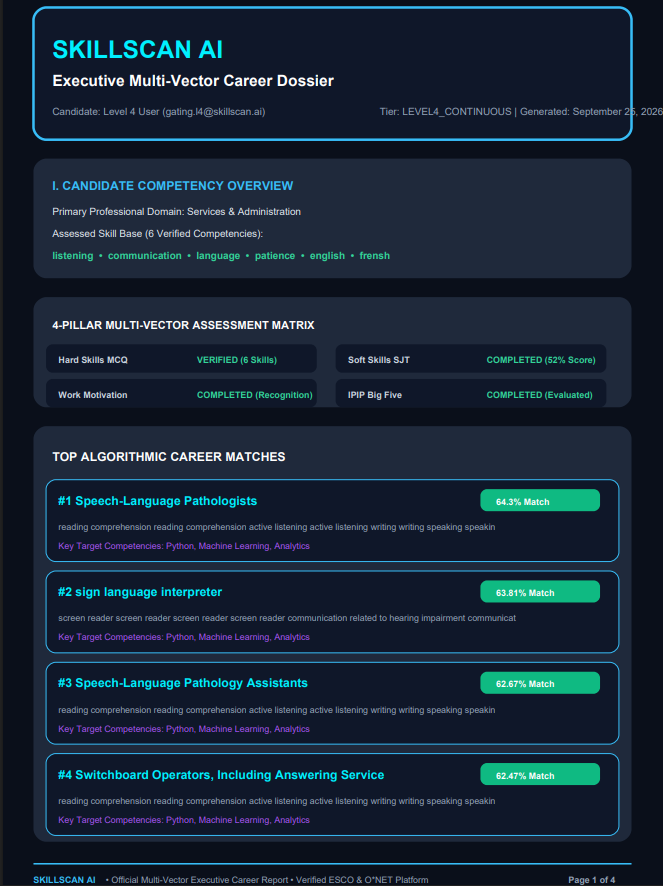 SKILLSCAN AI
Executive Multi-Vector Career Dossier
Candidate: Level 4 User (gating.l4@skillscan.ai) Tier: LEVEL4_CONTINUOUS | Generated: September 25, 2026
I. CANDIDATE COMPETENCY OVERVIEW
Primary Professional Domain: Services & Administration
Assessed Skill Base (6 Verified Competencies):
listening • communication • language • patience • english • frensh
4-PILLAR MULTI-VECTOR ASSESSMENT MATRIX
Hard Skills MCQ VERIFIED (6 Skills) Soft Skills SJT COMPLETED (52% Score)
Work Motivation COMPLETED (Recognition) IPIP Big Five COMPLETED (Evaluated)
TOP ALGORITHMIC CAREER MATCHES
#1 Speech-Language Pathologists 64.3% Match
reading comprehension reading comprehension active listening active listening writing writing speaking speakin
Key Target Competencies: Python, Machine Learning, Analytics
#2 sign language interpreter 63.81% Match
screen reader screen reader screen reader screen reader communication related to hearing impairment communicat
Key Target Competencies: Python, Machine Learning, Analytics
#3 Speech-Language Pathology Assistants 62.67% Match
reading comprehension reading comprehension active listening active listening writing writing speaking speakin
Key Target Competencies: Python, Machine Learning, Analytics
#4 Switchboard Operators, Including Answering Service 62.47% Match
reading comprehension reading comprehension active listening active listening writing writing speaking speakin
Key Target Competencies: Python, Machine Learning, Analytics
SKILLSCAN AI • Official Multi-Vector Executive Career Report • Verified ESCO & O*NET Platform Page 1 of 4